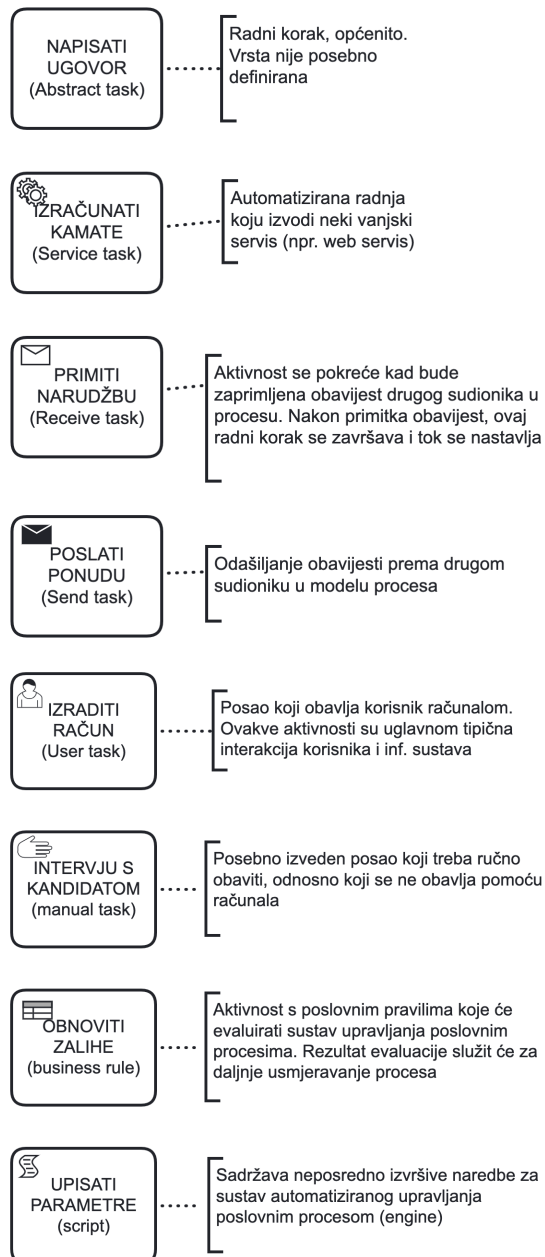 NAPISATI
UGOVOR
(Abstract task)
Radni korak, općenito.
Vrsta nije posebno
definirana
IZRAČUNATI
KAMATE
(Service task)
Automatizirana radnja
koju izvodi neki vanjski
servis (npr. web servis)
PRIMITI
NARUDŽBU
(Receive task)
Aktivnost se pokreće kad bude
zaprimljena obavijest drugog sudionika u
procesu. Nakon primitka obavijest, ovaj
radni korak se završava i tok se nastavlja
POSLATI
PONUDU
(Send task)
Odašiljanje obavijesti prema drugom
sudioniku u modelu procesa
IZRADITI
RAČUN
(User task)
Posao koji obavlja korisnik računalom.
Ovakve aktivnosti su uglavnom tipična
interakcija korisnika i inf. sustava
INTERVJU S
KANDIDATOM
(manual task)
Posebno izveden posao koji treba ručno
obaviti, odnosno koji se ne obavlja pomoću
računala
OBNOVITI
ZALIHE
(business rule)
Aktivnost s poslovnim pravilima koje će
evaluirati sustav upravljanja poslovnim
procesima. Rezultat evaluacije služit će za
daljnje usmjeravanje procesa
UPISATI
PARAMETRE
(script)
Sadržava neposredno izvršive naredbe za
sustav automatiziranog upravljanja
poslovnim procesom (engine)